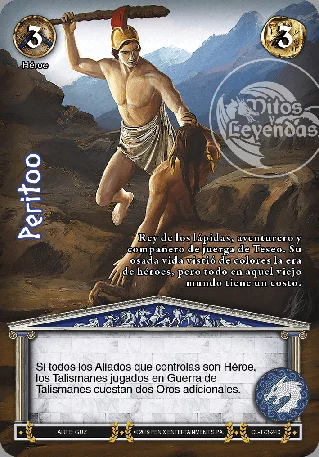 3
3
Héroe
Mitos y
Leyendas
Peritoo
Rey de los lápidas, aventurero y
compañero de juerga de Teseo. Su
osada vida vistió de colores la era
de héroes, pero todo en aquel viejo
mundo tiene un costo.
Si todos los Aliados que controlas son Héroe,
los Talismanes jugados en Guerra de
Talismanes cuestan dos Oros adicionales.